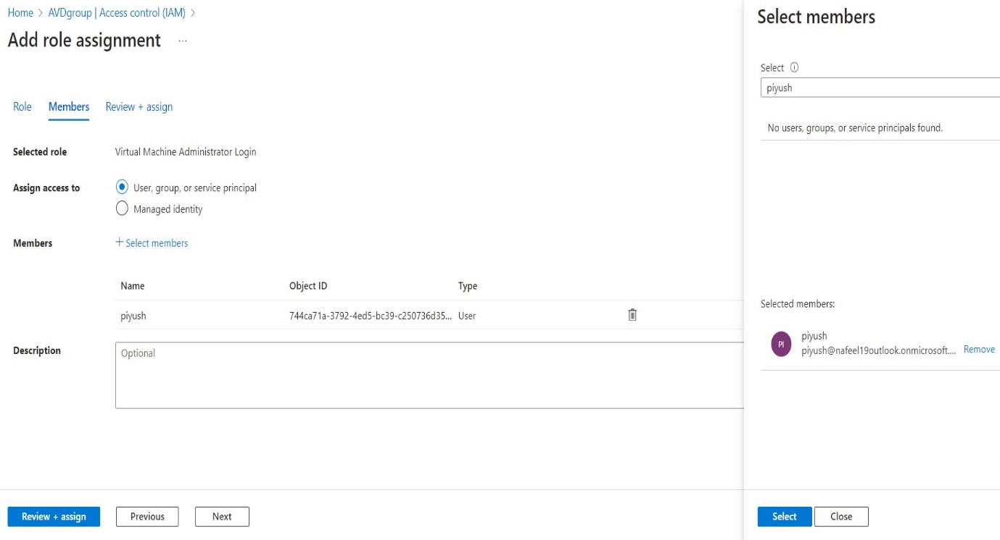 Home > AVDgroup | Access control (IAM) >
Add role assignment ...
Role Members Review + assign
Selected role Virtual Machine Administrator Login
Assign access to User, group, or service principal
Managed identity
Members + Select members
Name Object ID Type
piyush 744ca71a-3792-4ed5-bc39-c250736d35... User
Description Optional
Review + assign Previous Next
Select members
Select
piyush
No users, groups, or service principals found.
Selected members:
PI
piyush
piyush@nafeel19outlook.onmicrosoft.... Remove
Select Close